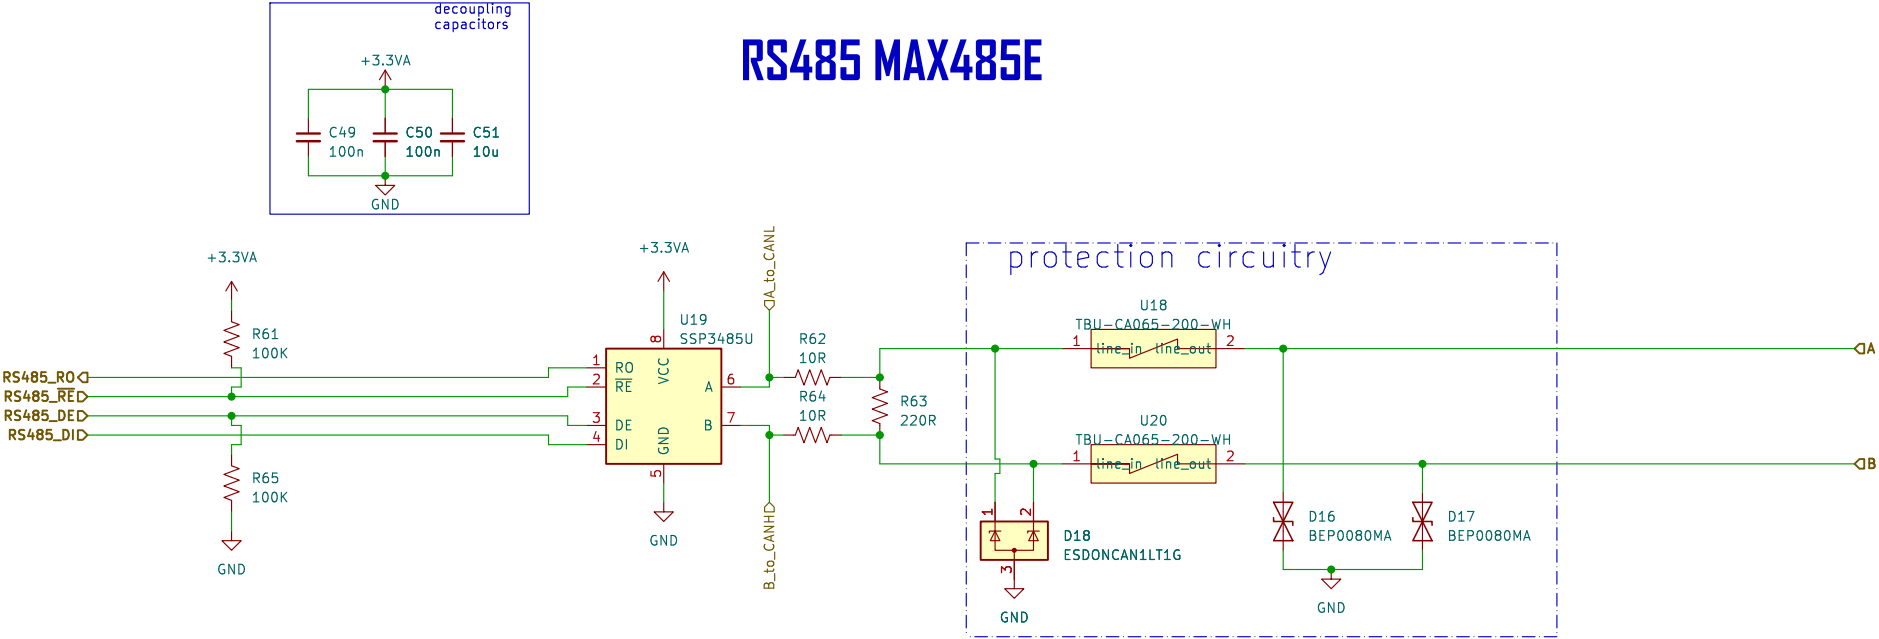 decoupling
capacitors
RS485 MAX485E
+3.3VA
C49
100n
C50
100n
C51
10u
GND
+3.3VA
R61
100K
RS485_RO
RS485_RE
RS485_DE
RS485_DI
R65
100K
GND
+3.3VA
U19
SSP3485U
8
VCC
1
RO
2
RE
3
DE
4
DI
A
6
B
7
GND
5
GND
A_to_CANL
B_to_CANH
R62
10R
R64
10R
R63
220R
protection circuitry
U18
TBU-CA065-200-WH
1
line_in
line_out
2
A
U20
TBU-CA065-200-WH
1
line_in
line_out
2
B
1
2
3
D18
ESDONCAN1LT1G
GND
D16
BEP0080MA
D17
BEP0080MA
GND